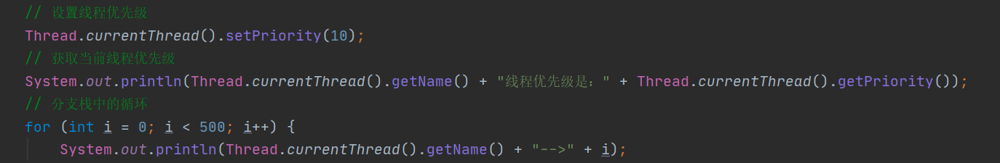 // 设置线程优先级
Thread.currentThread().setPriority(10);
// 获取当前线程优先级
System.out.println(Thread.currentThread().getName() + "线程优先级是：" + Thread.currentThread().getPriority());
// 分支栈中的循环
for (int i = 0; i < 500; i++) {
System.out.println(Thread.currentThread().getName() + "-->" + i);